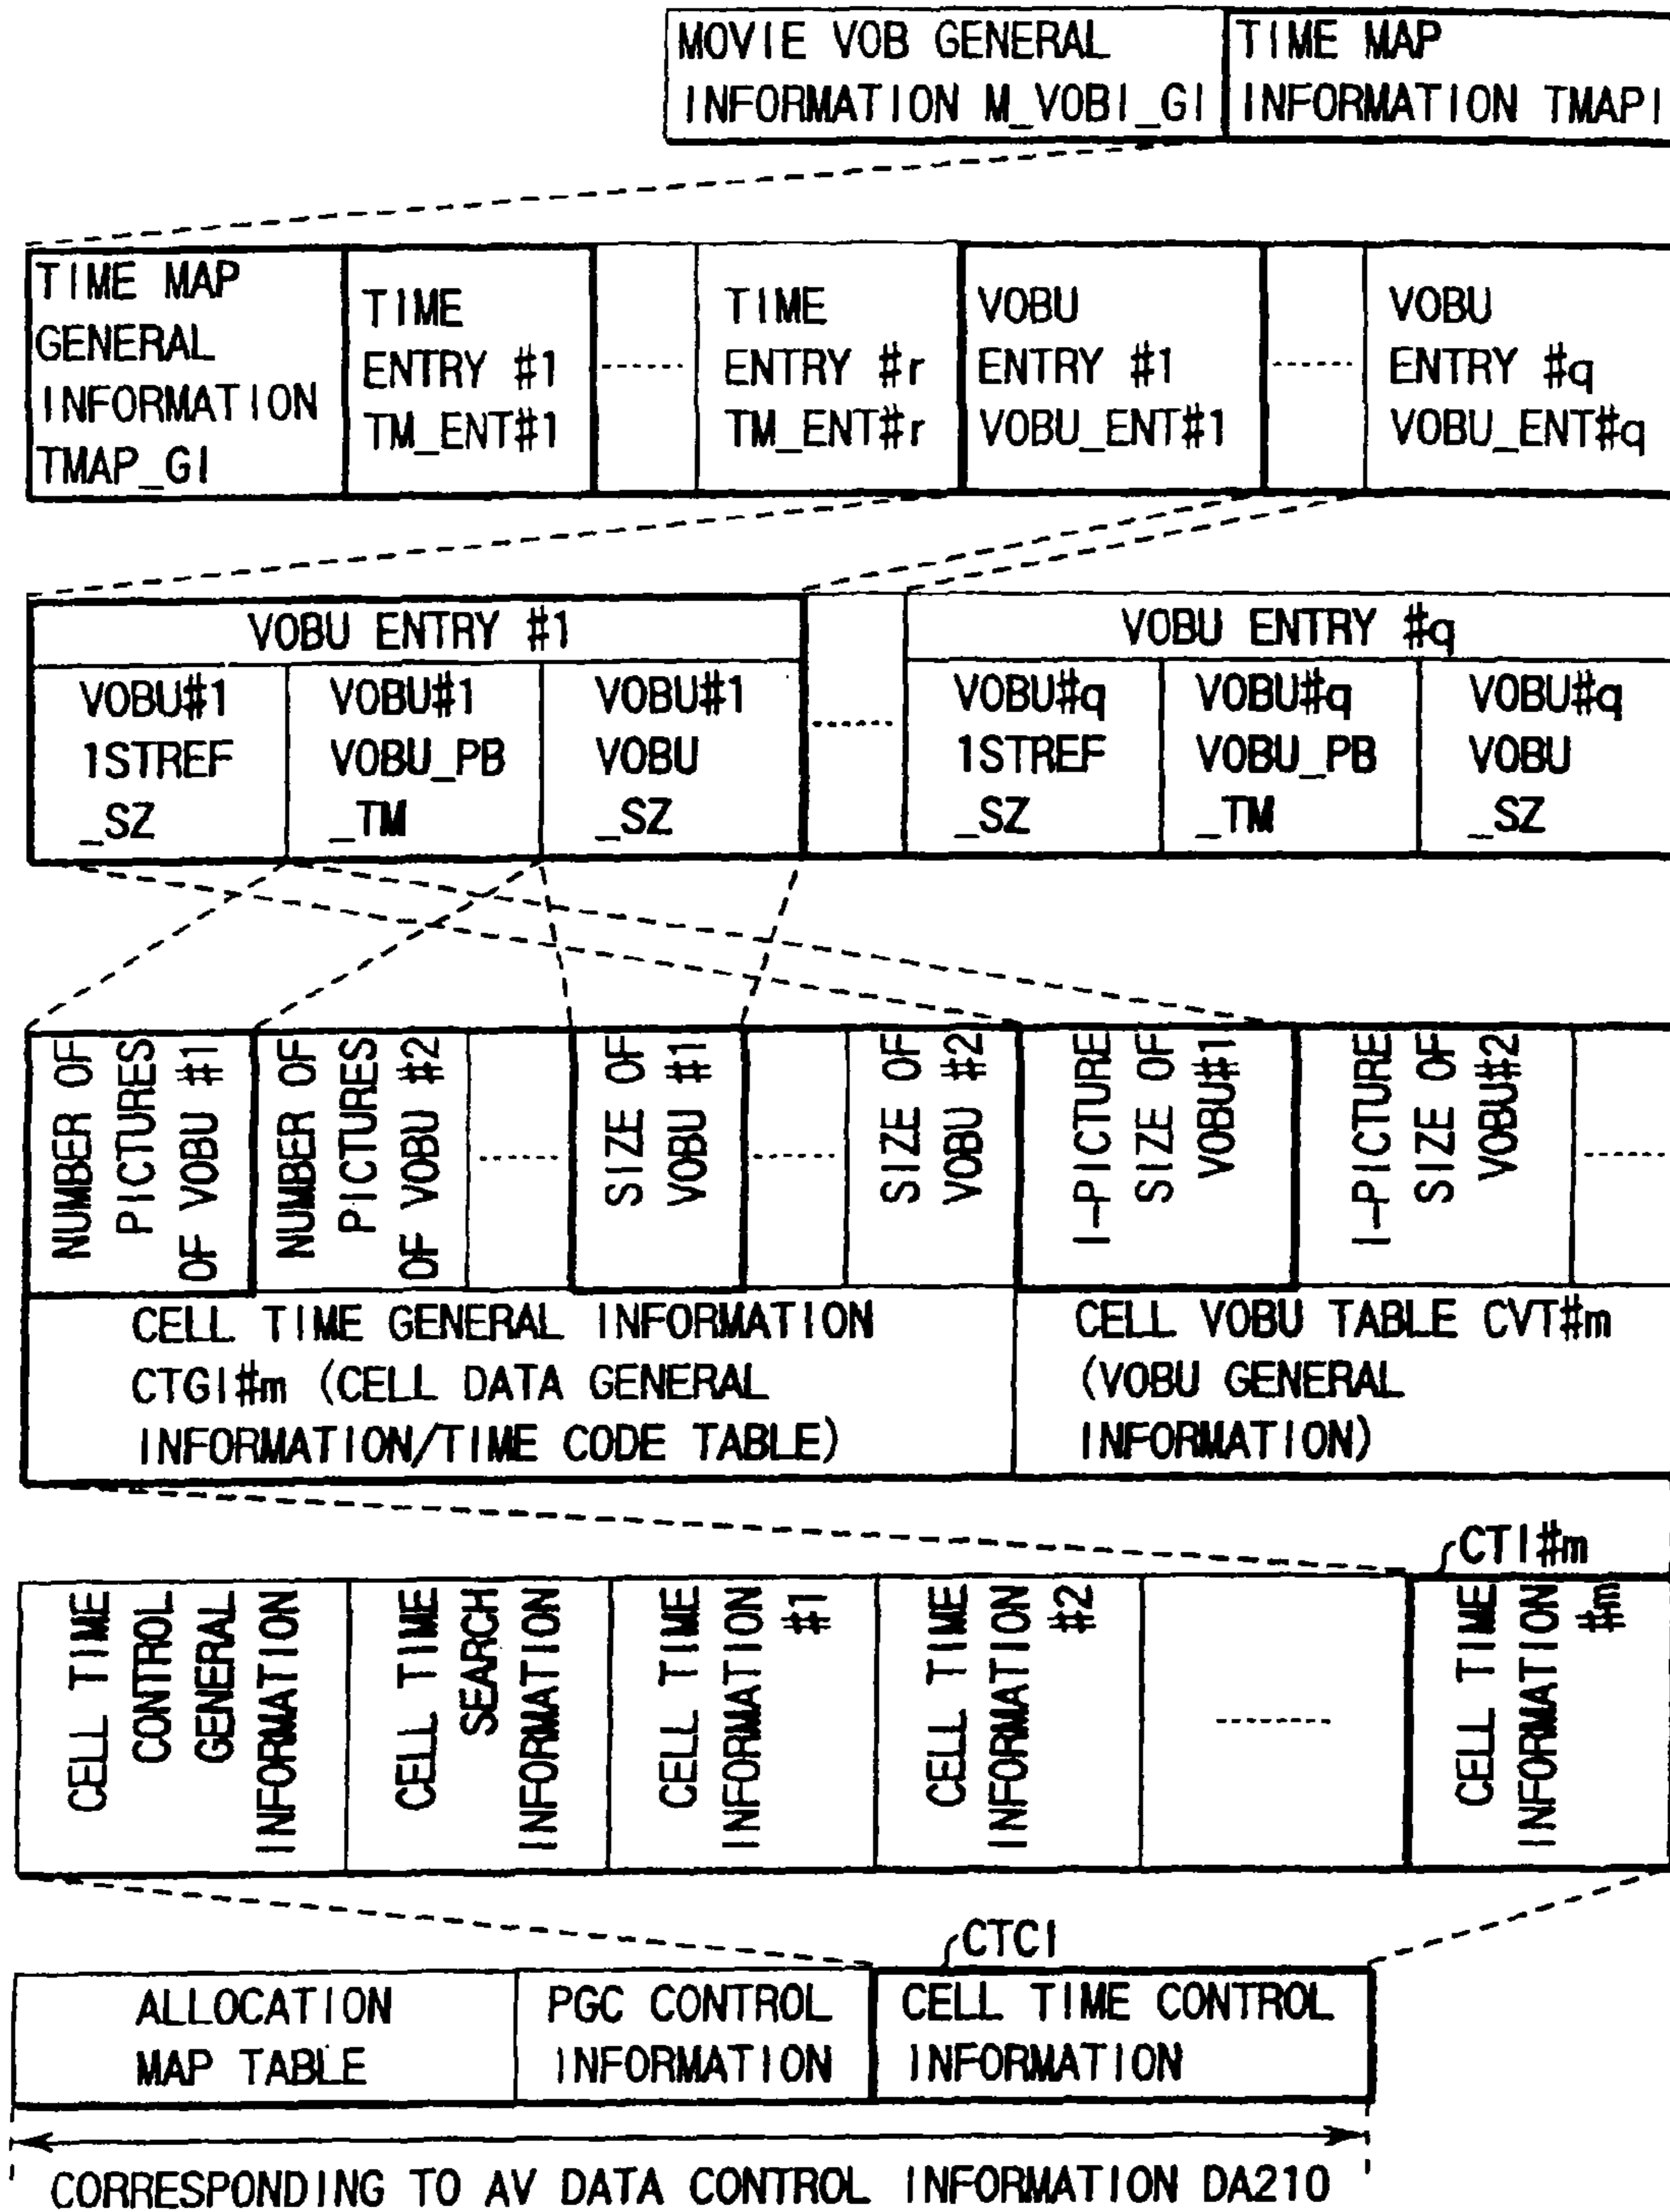 MOVIE VOB GENERAL
INFORMATION M_VOBI_GI
TIME MAP
INFORMATION TMAPI
TIME MAP
GENERAL
INFORMATION
TMAP_GI
TIME
ENTRY #1
TM_ENT#1
TIME
ENTRY #r
TM_ENT#r
VOBU
ENTRY #1
VOBU_ENT#1
VOBU
ENTRY #q
VOBU_ENT#q
VOBU ENTRY #1
VOBU#1
1STREF
_SZ
VOBU#1
VOBU_PB
_TM
VOBU#1
VOBU
_SZ
VOBU ENTRY #q
VOBU#q
1STREF
_SZ
VOBU#q
VOBU_PB
_TM
VOBU#q
VOBU
_SZ
NUMBER OF
PICTURES
OF VOBU #1
NUMBER OF
PICTURES
OF VOBU #2
SIZE OF
VOBU #1
SIZE OF
VOBU #2
I-PICTURE
SIZE OF
VOBU#1
I-PICTURE
SIZE OF
VOBU#2
CELL TIME GENERAL INFORMATION
CTGI#m (CELL DATA GENERAL
INFORMATION/TIME CODE TABLE)
CELL VOBU TABLE CVT#m
(VOBU GENERAL
INFORMATION)
CTI#m
CELL TIME
CONTROL
GENERAL
INFORMATION
CELL TIME
SEARCH
INFORMATION
CELL TIME
INFORMATION
#1
CELL TIME
INFORMATION
#2
CELL TIME
INFORMATION
#m
CTCI
ALLOCATION
MAP TABLE
PGC CONTROL
INFORMATION
CELL TIME CONTROL
INFORMATION
CORRESPONDING TO AV DATA CONTROL INFORMATION DA210